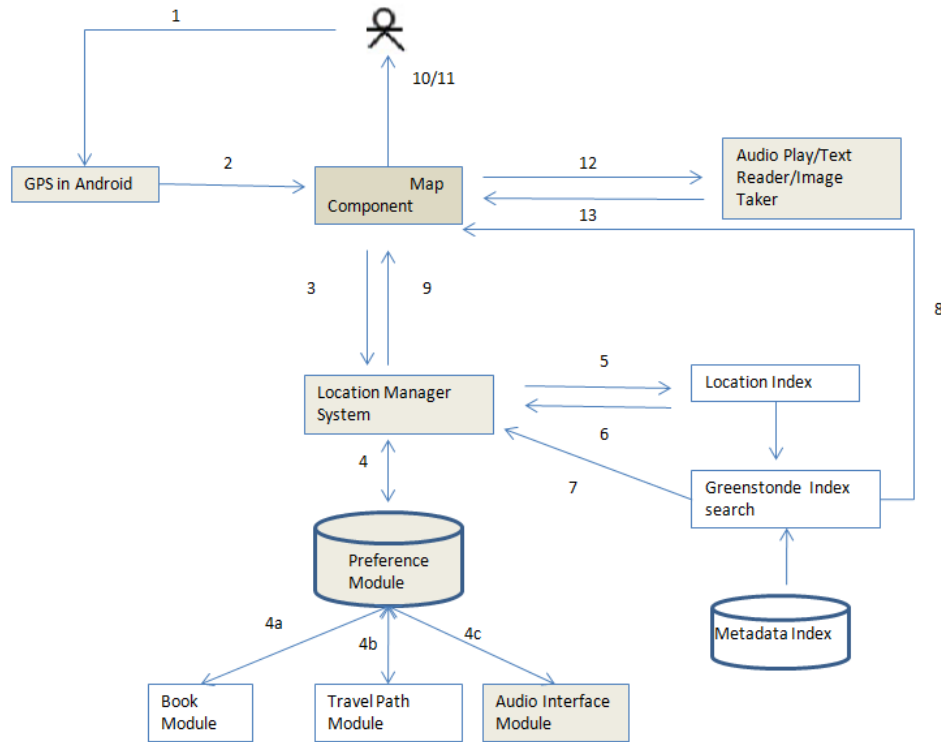 1
10/11
GPS in Android
2
Map
Component
12
Audio Play/Text
Reader/Image
Taker
13
3
9
8
Location Manager
System
5
Location Index
6
4
7
Greenstonde Index
search
Preference
Module
4a
4b
4c
Metadata Index
Book
Module
Travel Path
Module
Audio Interface
Module